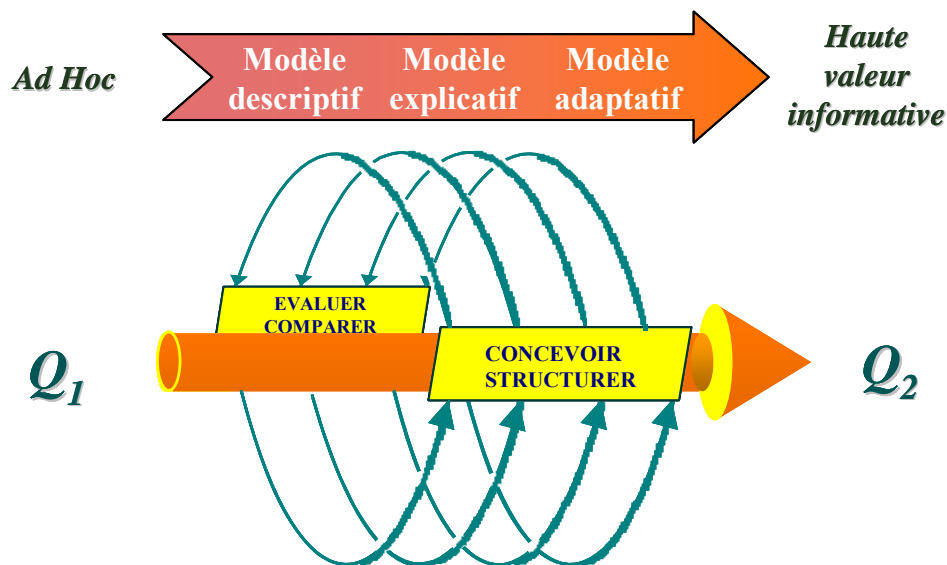 Ad Hoc
Modèle
descriptif
Modèle
explicatif
Modèle
adaptatif
Haute
valeur
informative
EVALUER
COMPARER
CONCEVOIR
STRUCTURER
Q1
Q2